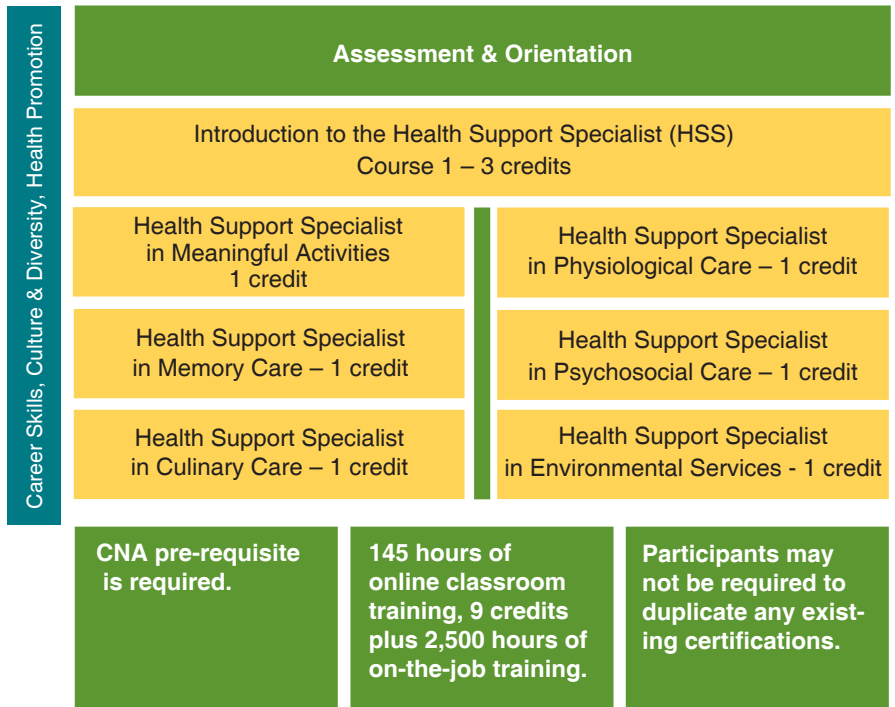 Career Skills, Culture & Diversity, Health Promotion
Assessment & Orientation
Introduction to the Health Support Specialist (HSS)
Course 1 – 3 credits
Health Support Specialist
in Meaningful Activities
1 credit
Health Support Specialist
in Physiological Care – 1 credit
Health Support Specialist
in Memory Care – 1 credit
Health Support Specialist
in Psychosocial Care – 1 credit
Health Support Specialist
in Culinary Care – 1 credit
Health Support Specialist
in Environmental Services - 1 credit
CNA pre-requisite
is required.
145 hours of
online classroom
training, 9 credits
plus 2,500 hours of
on-the-job training.
Participants may
not be required to
duplicate any exist-
ing certifications.